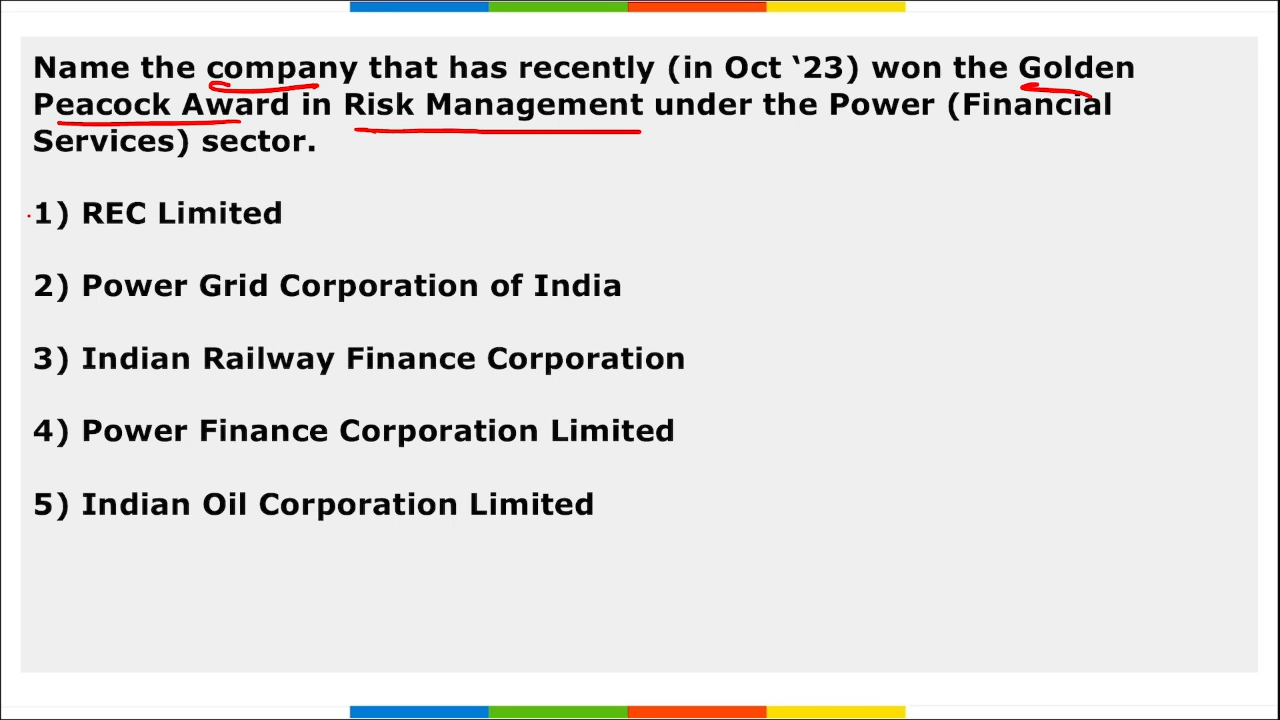 Name the company that has recently (in Oct ‘23) won the Golden
Peacock Award in Risk Management under the Power (Financial
Services) sector.
1) REC Limited
2) Power Grid Corporation of India
3) Indian Railway Finance Corporation
4) Power Finance Corporation Limited
5) Indian Oil Corporation Limited